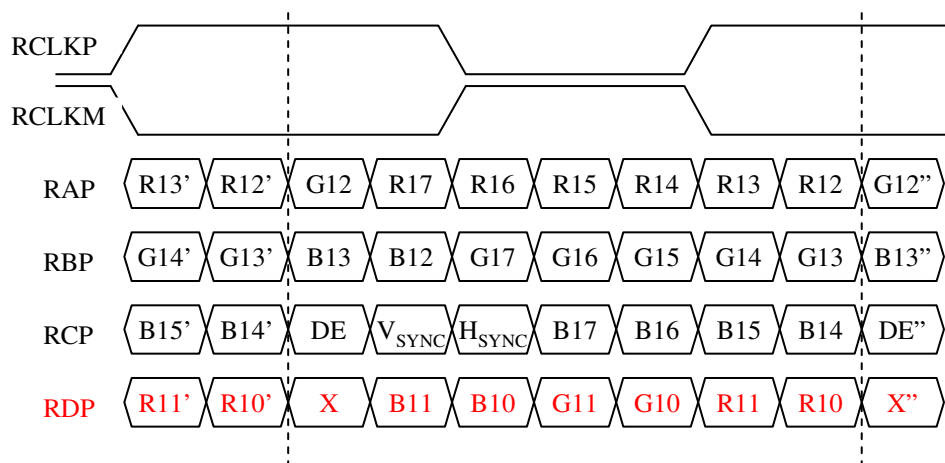 RCLKP
RCLKM
RAP R13’ R12’ G12 R17 R16 R15 R14 R13 R12 G12”
RBP G14’ G13’ B13 B12 G17 G16 G15 G14 G13 B13”
RCP B15’ B14’ DE VSYNC HSYNC B17 B16 B15 B14 DE”
RDP R11’ R10’ X B11 B10 G11 G10 R11 R10 X”